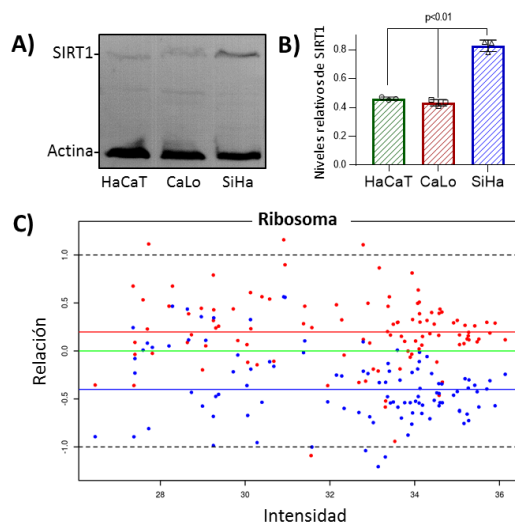 A)
SIRT1-
Actina-
HaCaT CaLo SiHa
B)
p<0.01
Niveles relativos de SIRT1
0.8
0.6
0.4
0.2
0.0
HaCaT CaLo SiHa
C)
Ribosoma
Relación
1.0
0.5
0.0
-0.5
-1.0
28 30 32 34 36
Intensidad